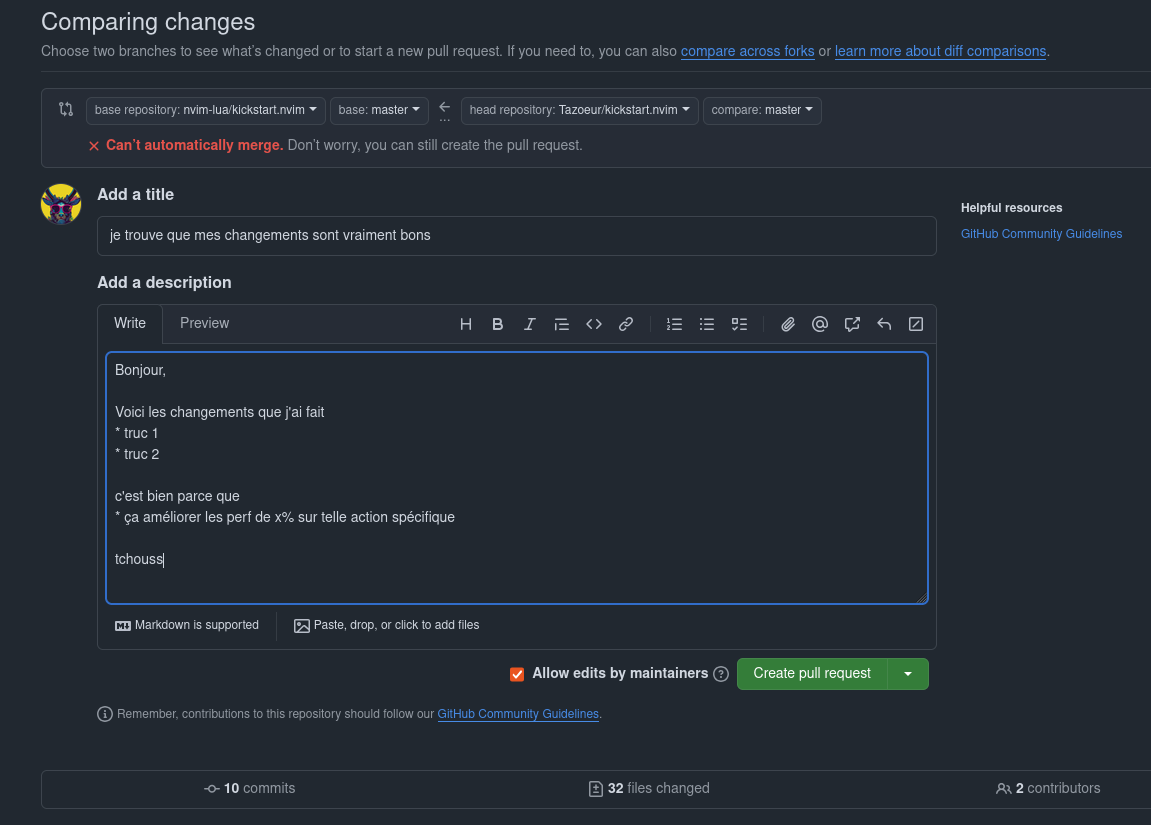 Comparing changes
Choose two branches to see what's changed or to start a new pull request. If you need to, you can also compare across forks or learn more about diff comparisons.
base repository: nvim-lua/kickstart.nvim base: master ... head repository: Tazoeur/kickstart.nvim compare: master
Can't automatically merge. Don't worry, you can still create the pull request.
Add a title
je trouve que mes changements sont vraiment bons
Helpful resources
GitHub Community Guidelines
Add a description
Write Preview
Bonjour,
Voici les changements que j'ai fait
* truc 1
* truc 2
c'est bien parce que
* ça améliorer les perf de x% sur telle action spécifique
tchouss
Markdown is supported Paste, drop, or click to add files
Allow edits by maintainers Create pull request
Remember, contributions to this repository should follow our GitHub Community Guidelines.
10 commits 32 files changed 2 contributors